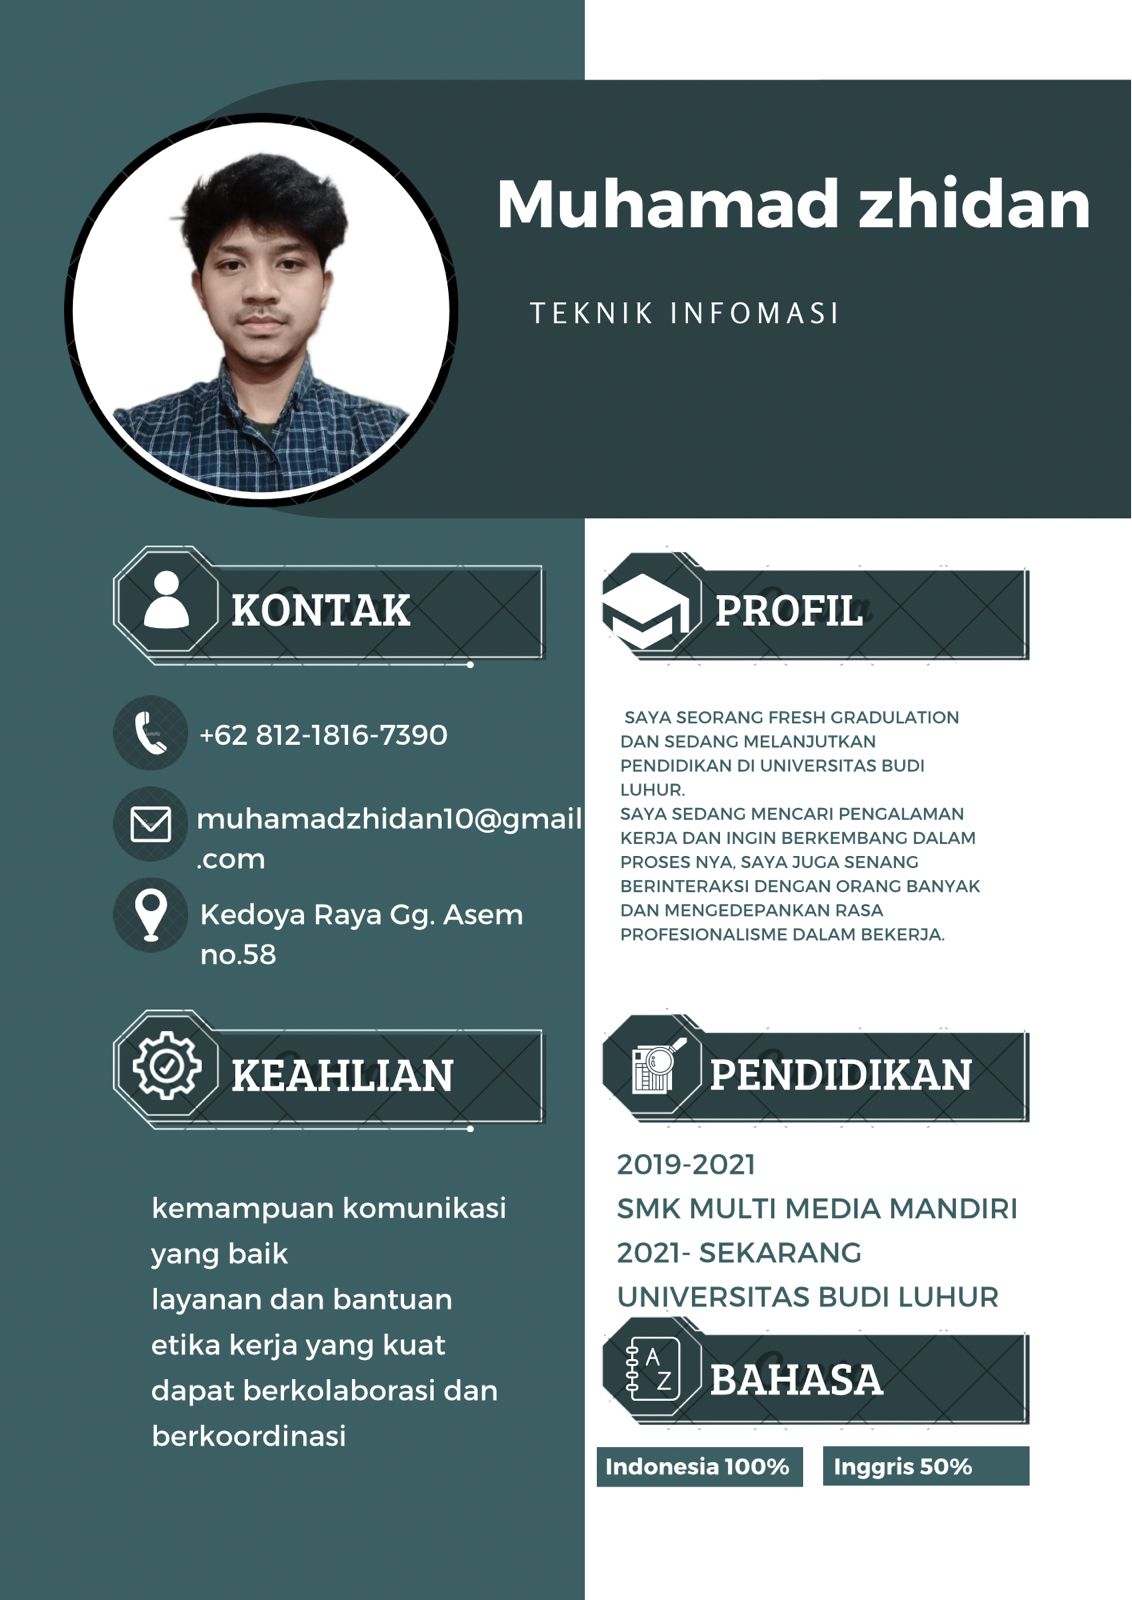 Muhamad zhidan
TEKNIK INFOMASI
KONTAK
+62 812-1816-7390
muhamadzhidan10@gmail
.com
Kedoya Raya Gg. Asem
no.58
KEAHLIAN
kemampuan komunikasi
yang baik
layanan dan bantuan
etika kerja yang kuat
dapat berkolaborasi dan
berkoordinasi
PROFIL
SAYA SEORANG FRESH GRADULATION
DAN SEDANG MELANJUTKAN
PENDIDIKAN DI UNIVERSITAS BUDI
LUHUR.
SAYA SEDANG MENCARI PENGALAMAN
KERJA DAN INGIN BERKEMBANG DALAM
PROSES NYA, SAYA JUGA SENANG
BERINTERAKSI DENGAN ORANG BANYAK
DAN MENGEDEPANKAN RASA
PROFESIONALISME DALAM BEKERJA.
PENDIDIKAN
2019-2021
SMK MULTI MEDIA MANDIRI
2021- SEKARANG
UNIVERSITAS BUDI LUHUR
A
Z
BAHASA
Indonesia 100%
Inggris 50%